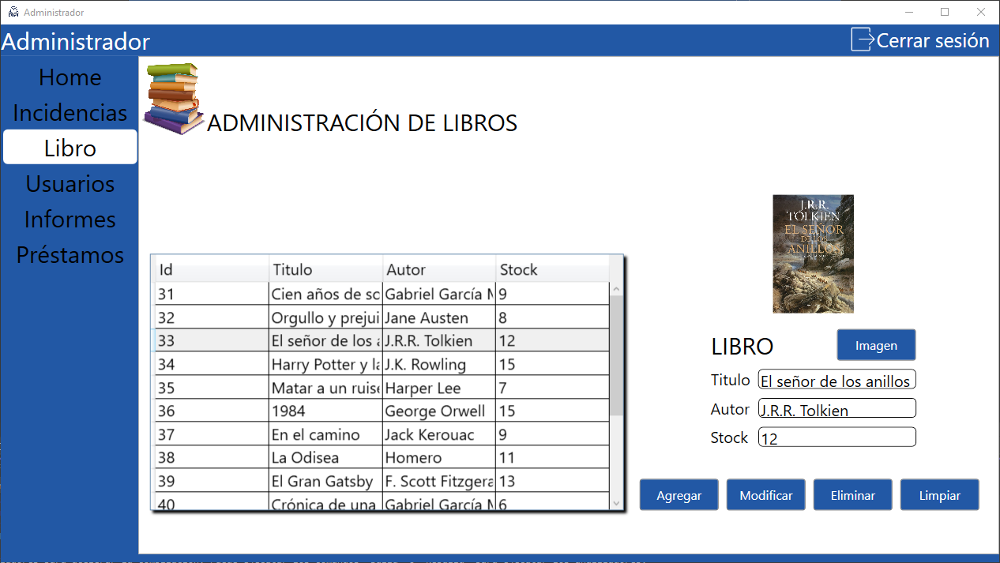 Administrador
Administrador
Cerrar sesión
Home
Incidencias
Libro
Usuarios
Informes
Préstamos
ADMINISTRACIÓN DE LIBROS
Id Titulo Autor Stock
31 Cien años de so Gabriel García M 9
32 Orgullo y prejui Jane Austen 8
33 El señor de los a J.R.R. Tolkien 12
34 Harry Potter y la J.K. Rowling 15
35 Matar a un ruise Harper Lee 7
36 1984 George Orwell 15
37 En el camino Jack Kerouac 9
38 La Odisea Homero 11
39 El Gran Gatsby F. Scott Fitzgera 13
40 Crónica de una Gabriel García M 6
J.R.R.
TOLKIEN
EL SEÑOR
DE LOS
ANILLOS
LIBRO
Imagen
Titulo El señor de los anillos
Autor J.R.R. Tolkien
Stock 12
Agregar Modificar Eliminar Limpiar